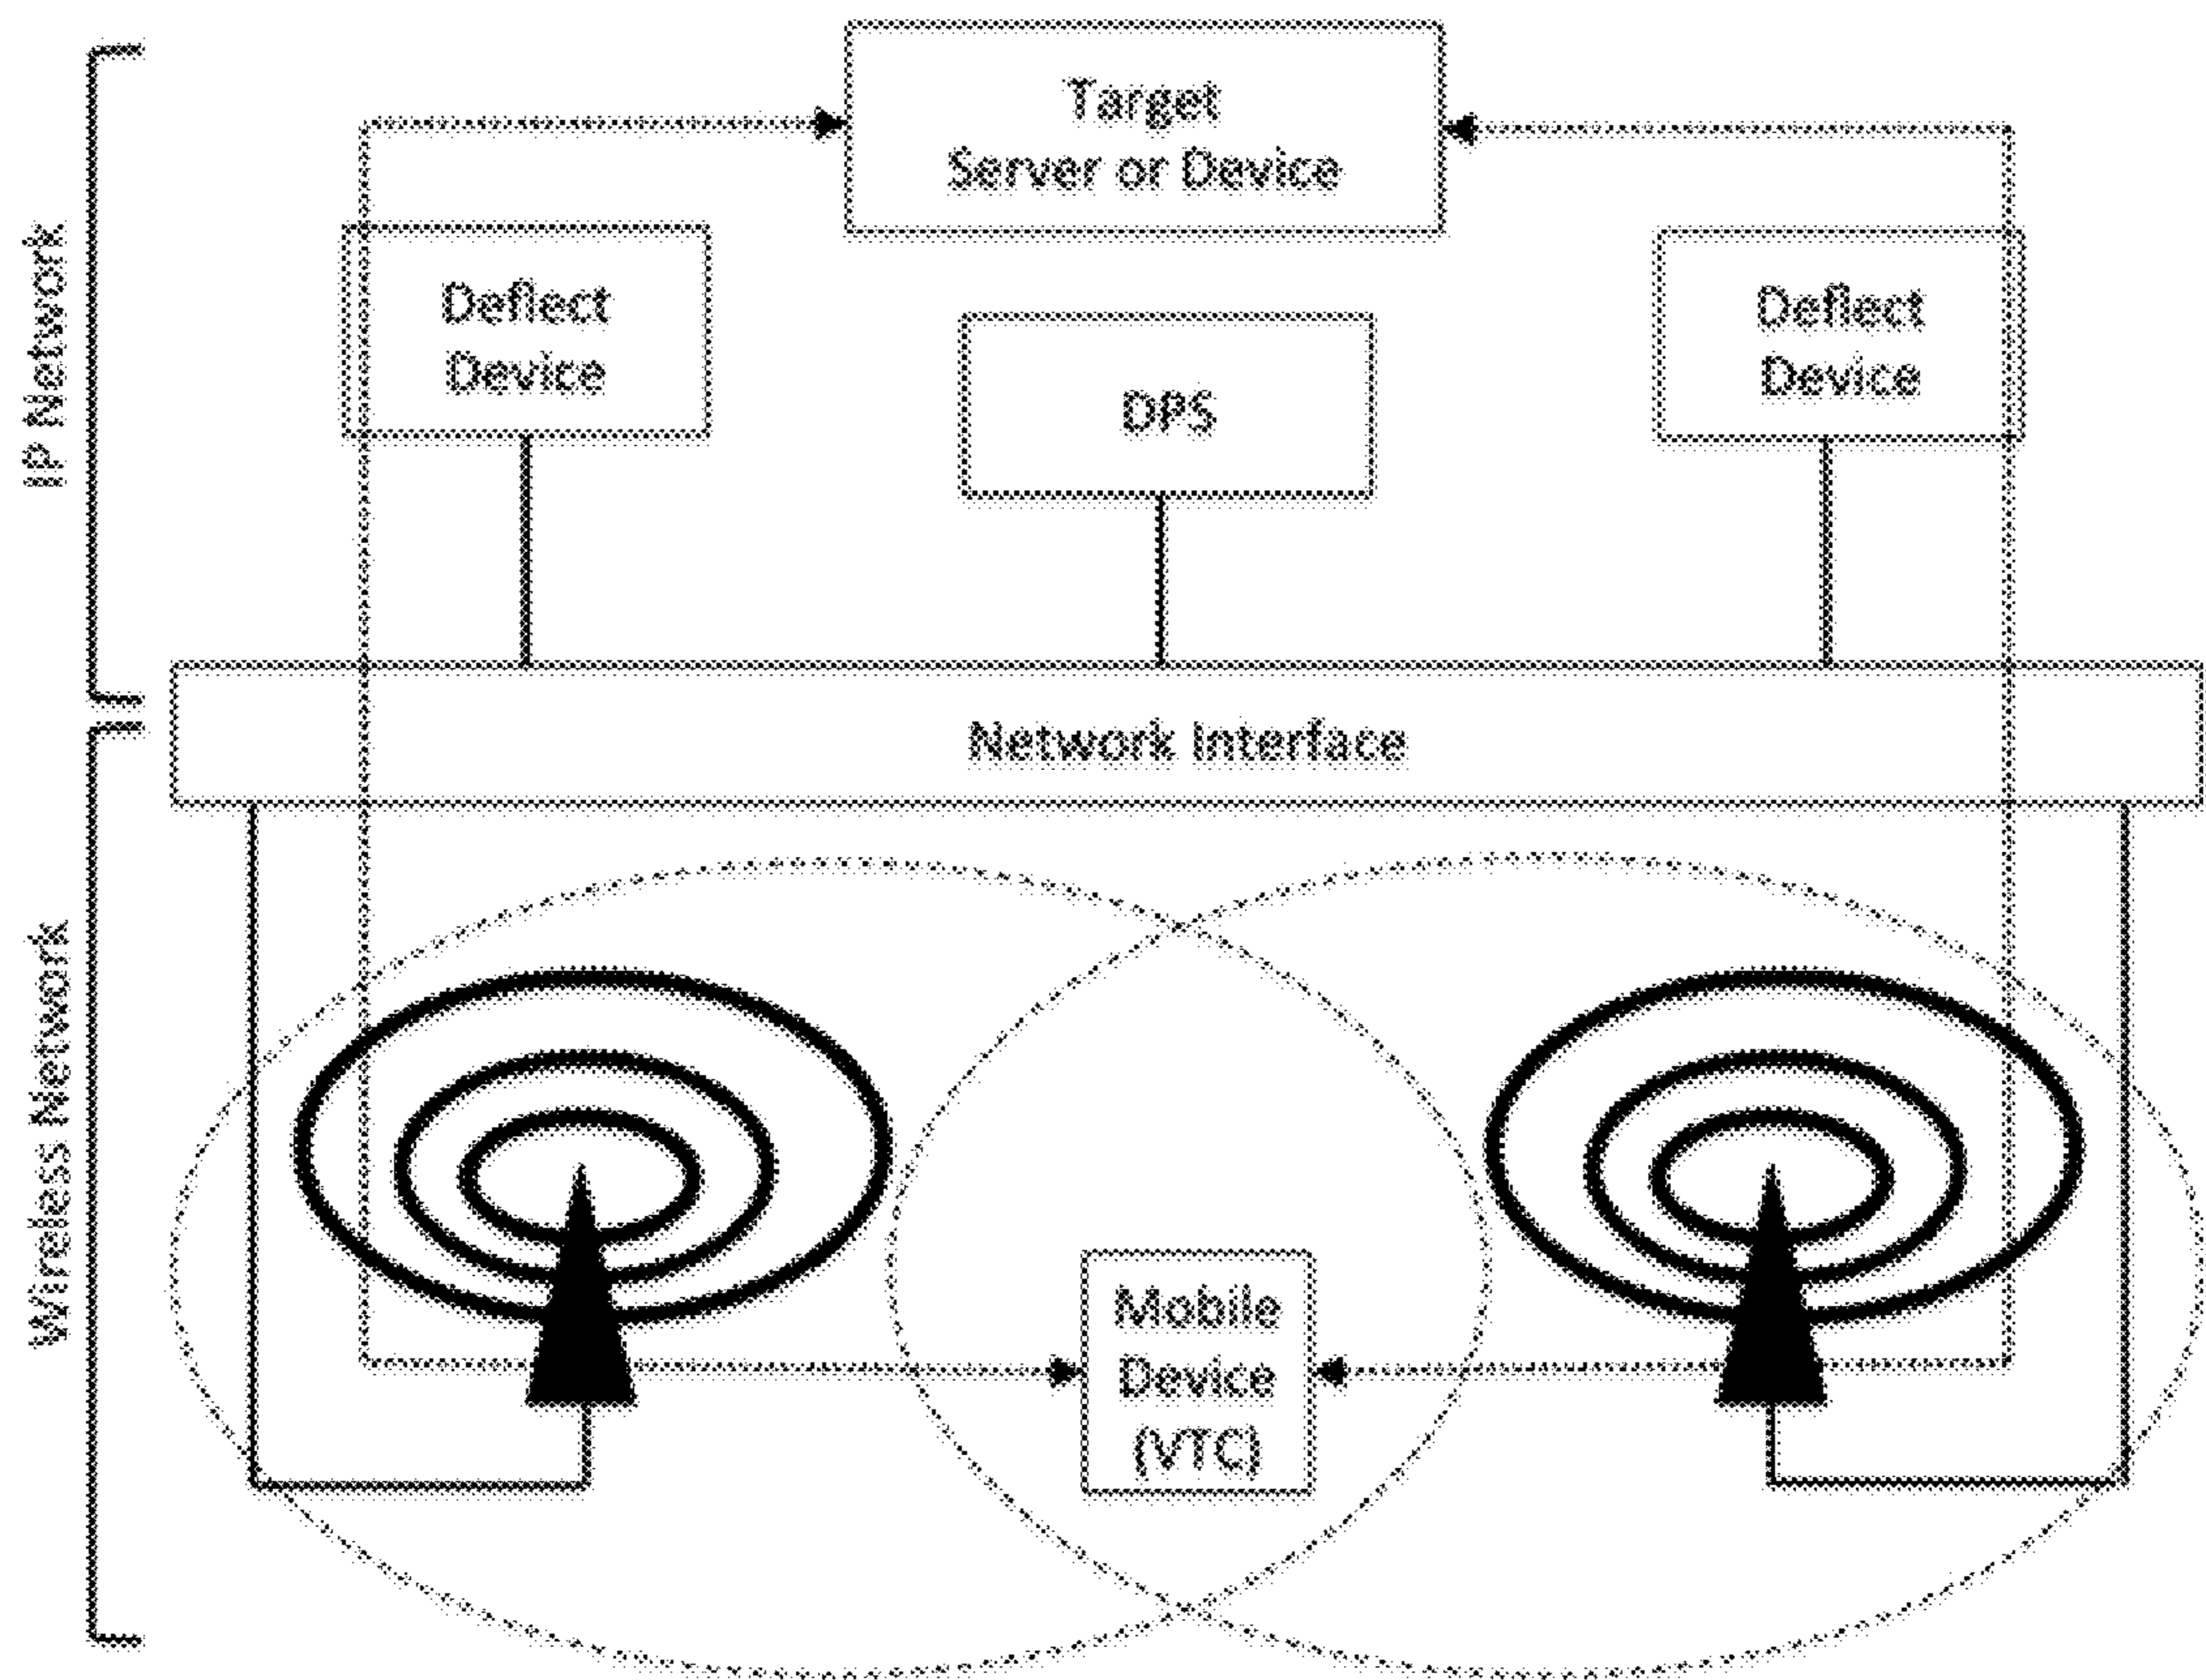 Target
Server or Device
Deflect
Device
DPS
Deflect
Device
IP Network
Network Interface
Wireless Network
Mobile
Device
(VTC)